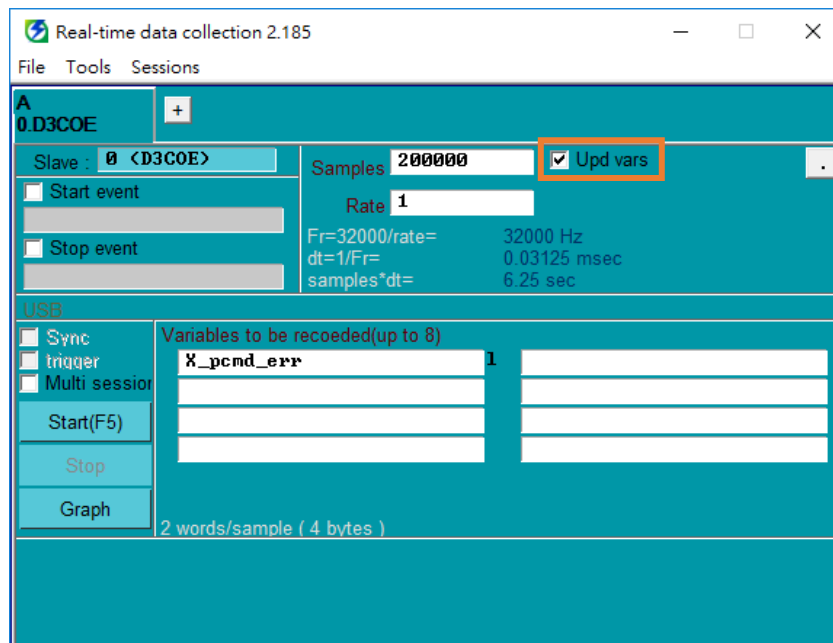 Real-time data collection 2.185
File Tools Sessions
A
0.D3COE
+
Slave : 0 (D3COE)
Start event
Stop event
Samples 200000
Upd vars
.
Rate 1
Fr=32000/rate= 32000 Hz
dt=1/Fr= 0.03125 msec
samples*dt= 6.25 sec
USB
Sync
trigger
Multi session
Start(F5)
Stop
Graph
Variables to be recoeded(up to 8)
X_pcmd_err l
2 words/sample ( 4 bytes )